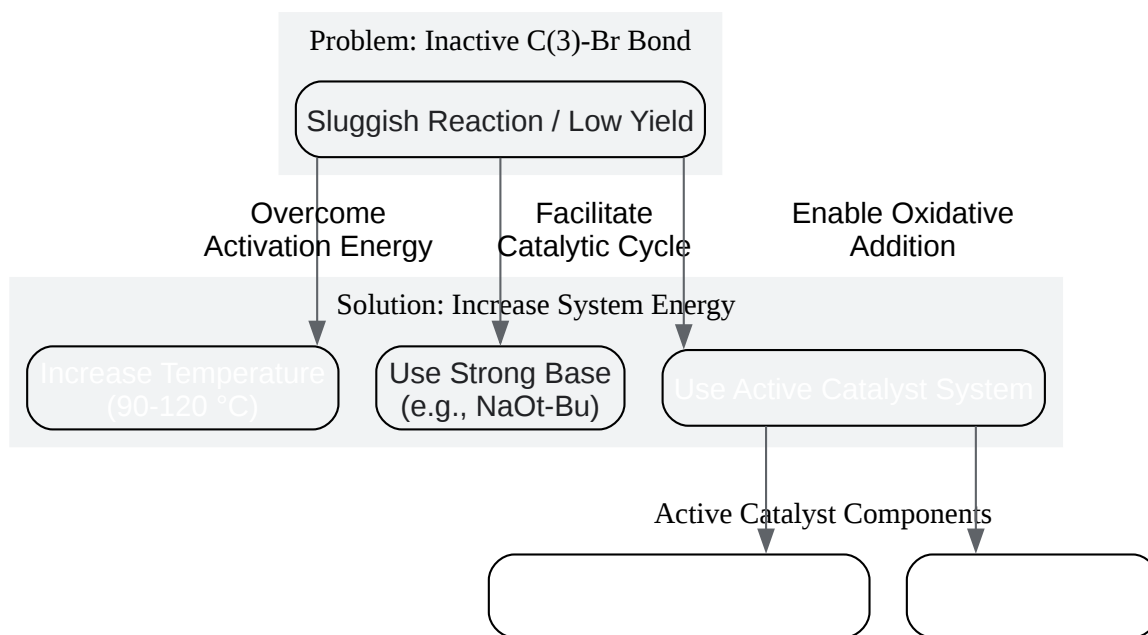 Problem: Inactive C(3)-Br Bond
Sluggish Reaction / Low Yield
Overcome
Activation Energy
Facilitate
Catalytic Cycle
Enable Oxidative
Addition
Solution: Increase System Energy
Increase Temperature
(90-120 °C)
Use Strong Base
(e.g., NaOt-Bu)
Use Active Catalyst System
Active Catalyst Components